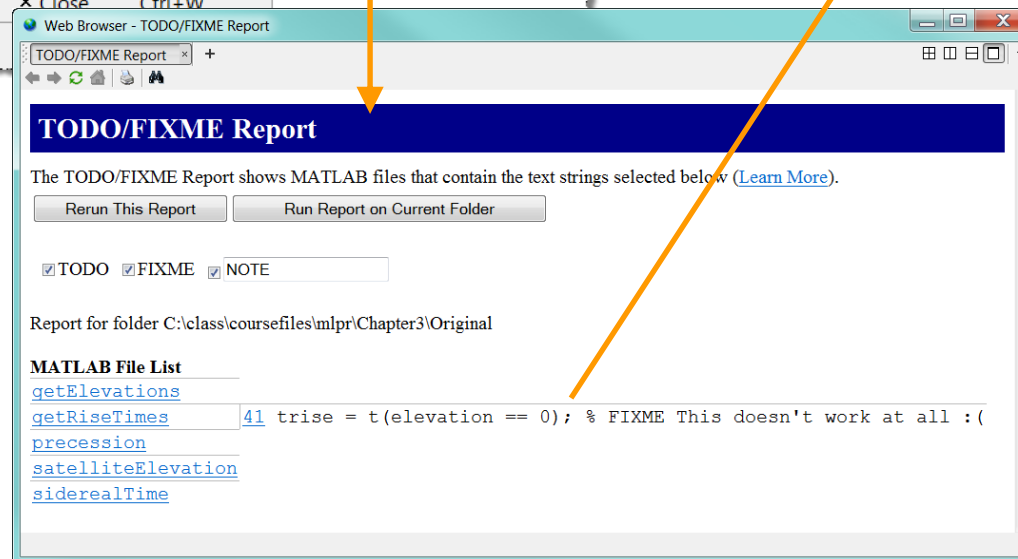 Close Ctrl+W
Web Browser - TODO/FIXME Report
TODO/FIXME Report × +
TODO/FIXME Report
The TODO/FIXME Report shows MATLAB files that contain the text strings selected below (Learn More).
Rerun This Report Run Report on Current Folder
TODO FIXME NOTE
Report for folder C:\class\coursefiles\mlpr\Chapter3\Original
MATLAB File List
getElevations
getRiseTimes 41 trise = t(elevation == 0); % FIXME This doesn't work at all :(
precession
satelliteElevation
siderealTime